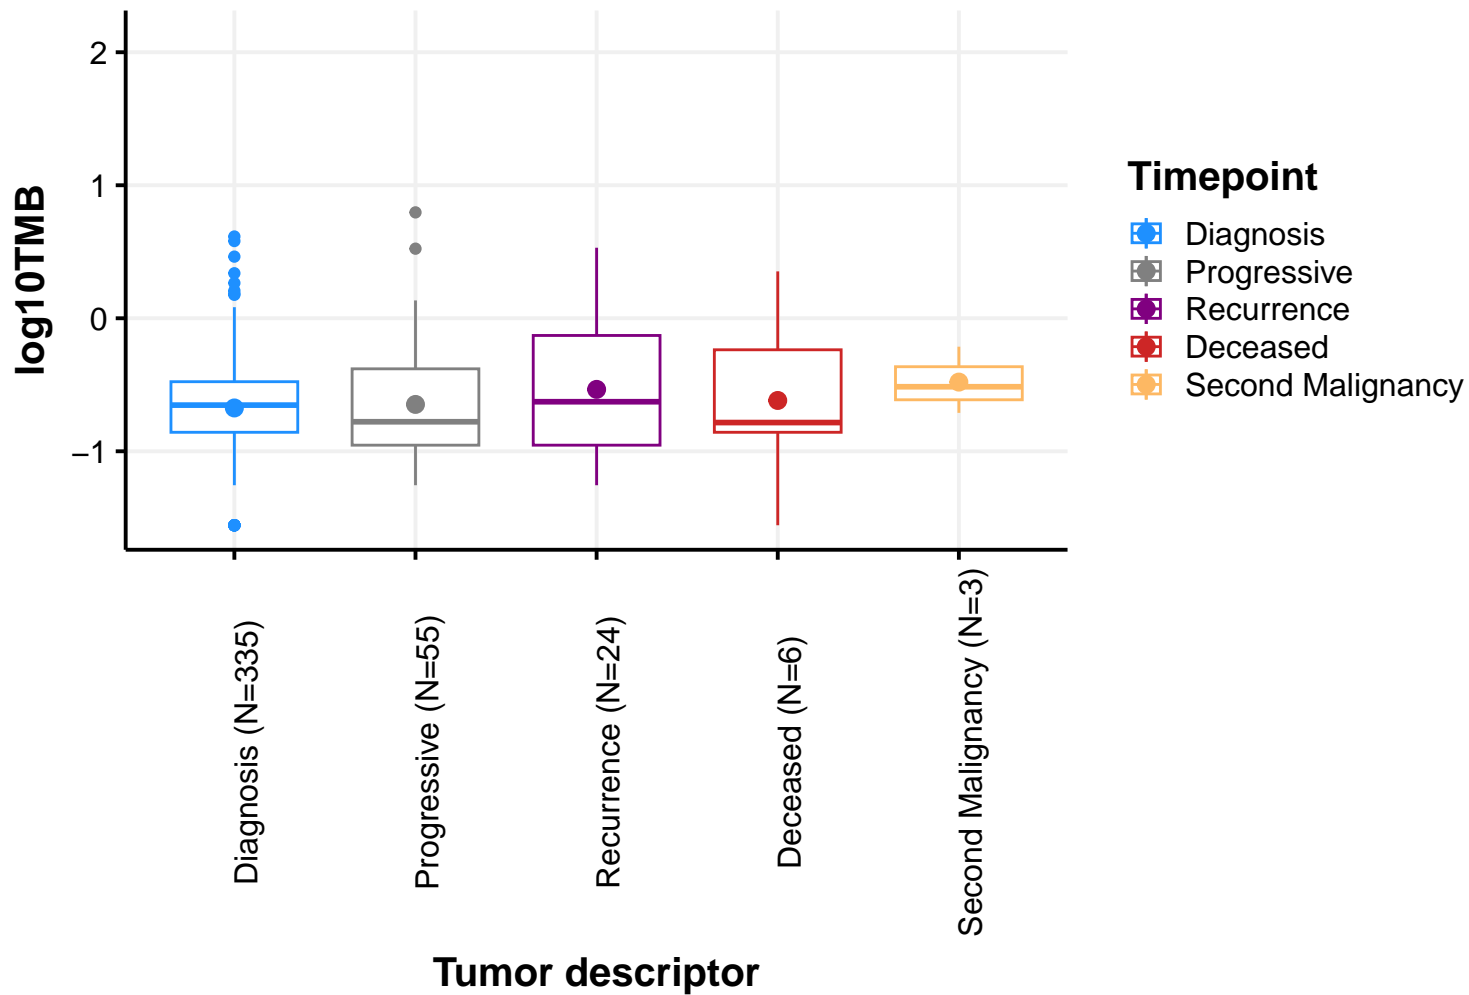 log10TMB
2
1
0
−1
Diagnosis (N=335)
Progressive (N=55)
Recurrence (N=24)
Deceased (N=6)
Second Malignancy (N=3)
Tumor descriptor
Timepoint
Diagnosis
Progressive
Recurrence
Deceased
Second Malignancy